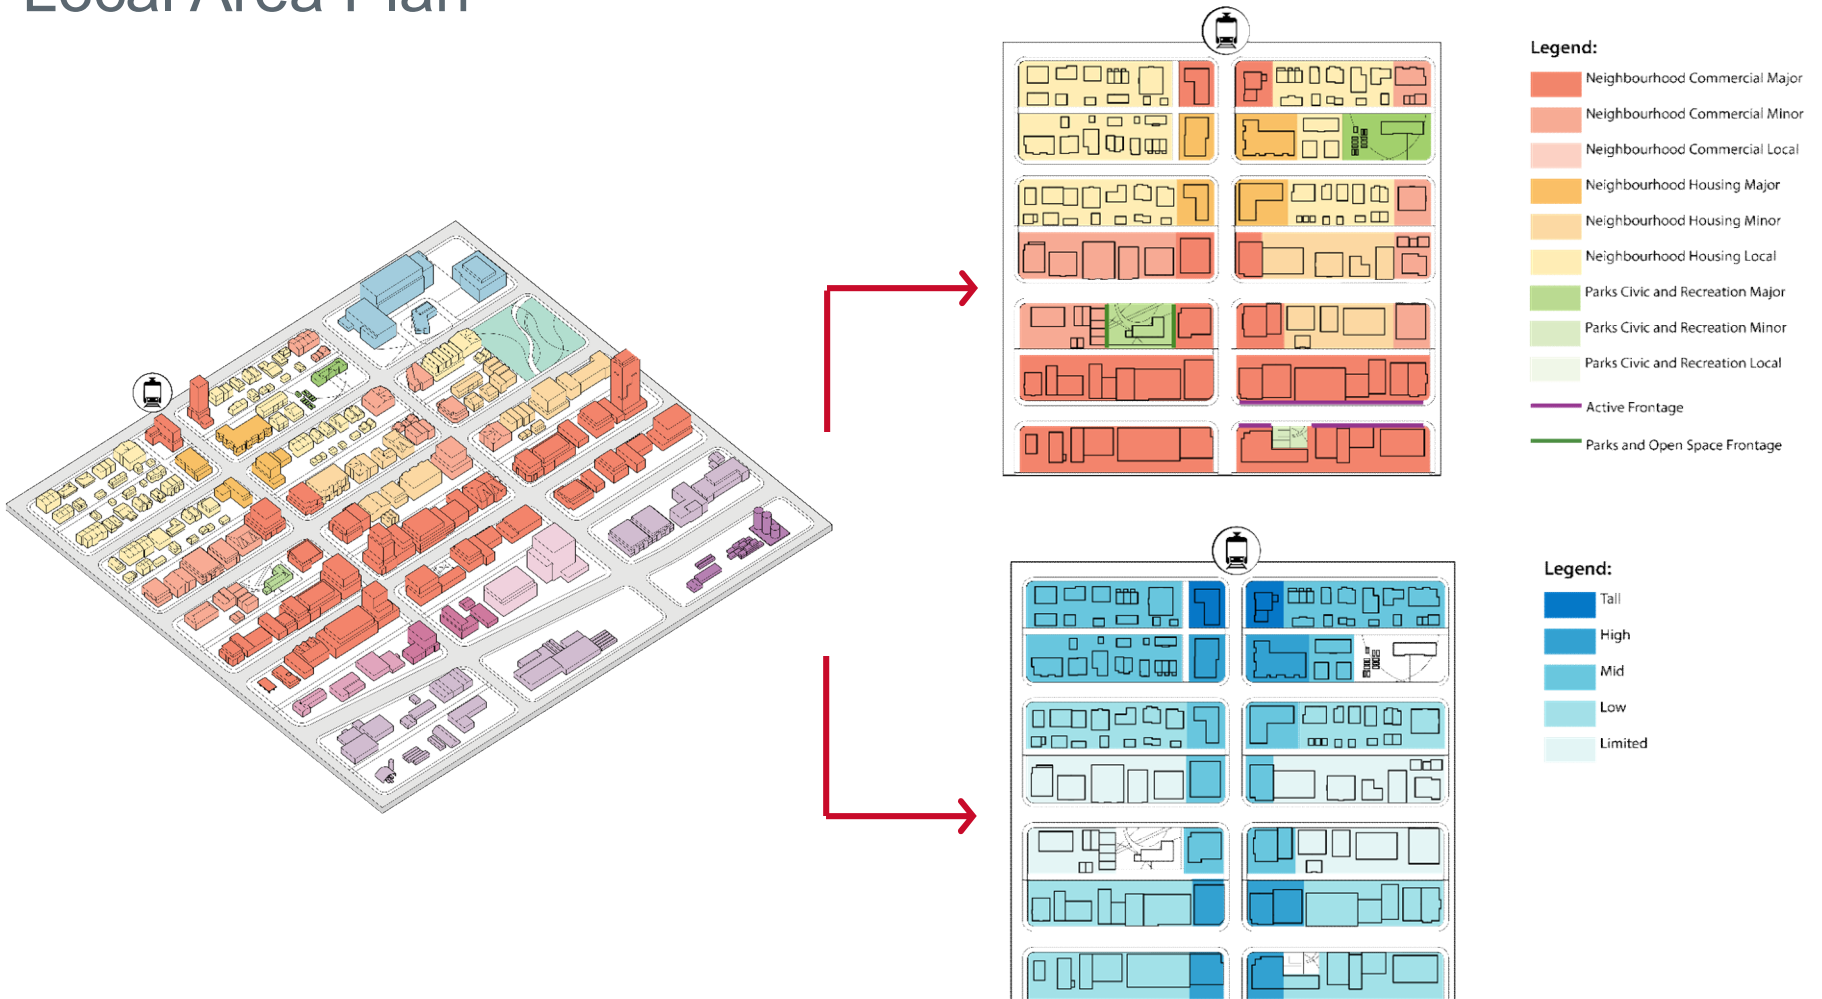 Local Area Plan
Legend:
Neighbourhood Commercial Major
Neighbourhood Commercial Minor
Neighbourhood Commercial Local
Neighbourhood Housing Major
Neighbourhood Housing Minor
Neighbourhood Housing Local
Parks Civic and Recreation Major
Parks Civic and Recreation Minor
Parks Civic and Recreation Local
Active Frontage
Parks and Open Space Frontage
Legend:
Tall
High
Mid
Low
Limited